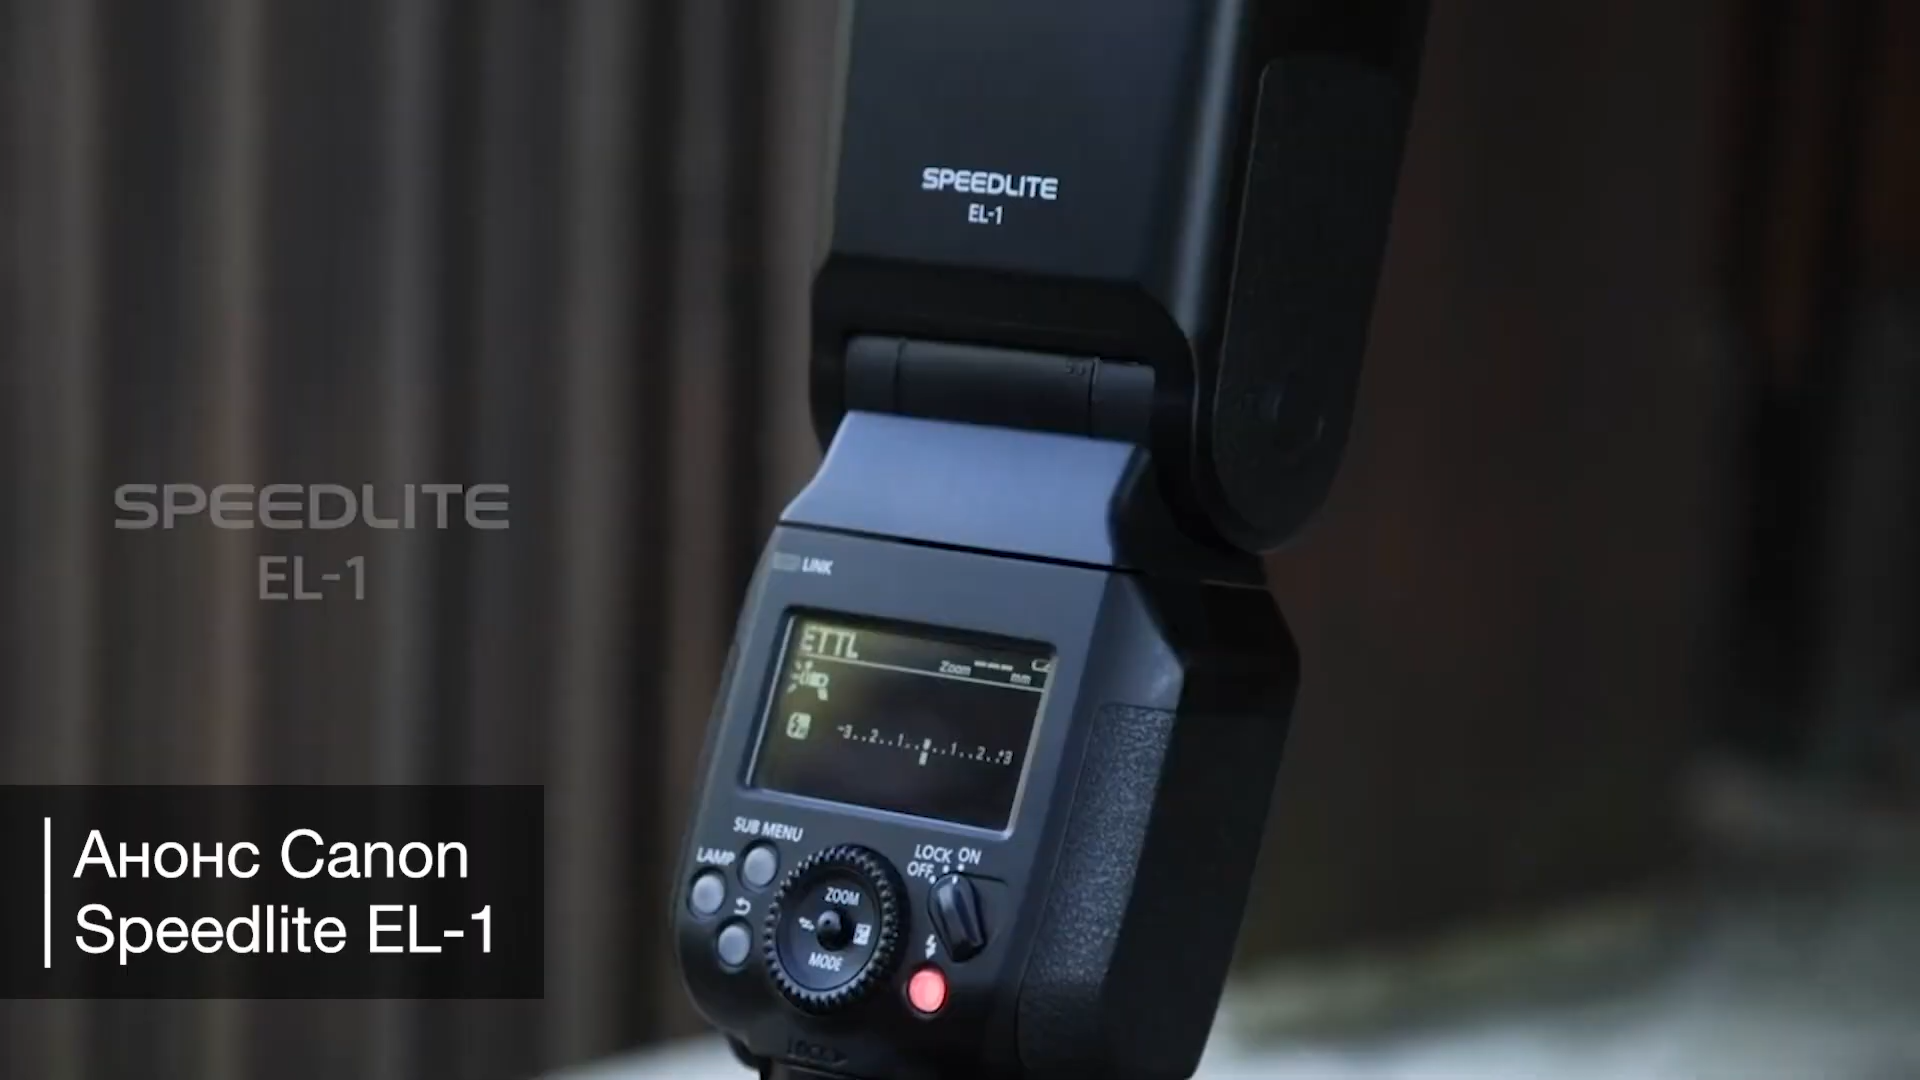 SPEEDLITE
EL-1
SPEEDLITE
EL-1
LINK
ETTL
Zoom
mm
-3..2..1....1..2..+3
SUB MENU
LAMP
LOCK ON
OFF
ZOOM
MODE
Анонс Canon
Speedlite EL-1